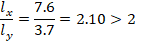 l_x/l_y = 7.6/3.7 = 2.10 > 2